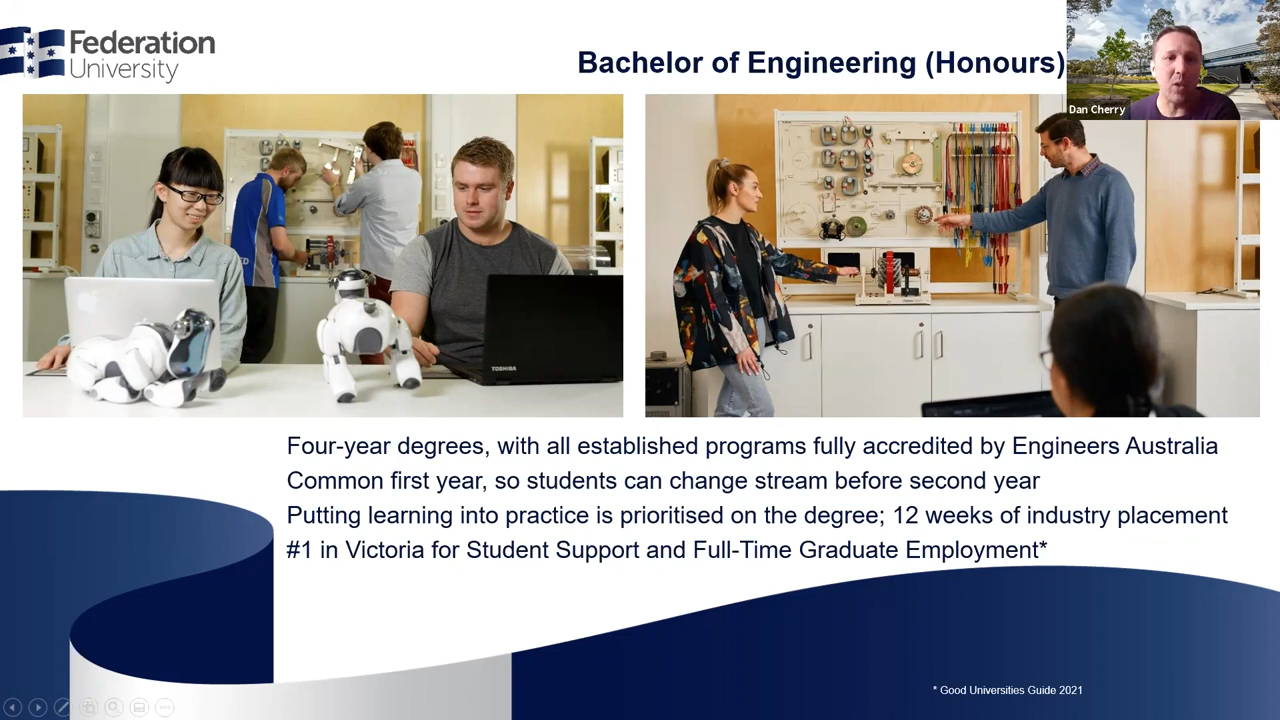 Federation
University
Bachelor of Engineering (Honours)
Dan Cherry
TOSHIBA
Four-year degrees, with all established programs fully accredited by Engineers Australia
Common first year, so students can change stream before second year
Putting learning into practice is prioritised on the degree; 12 weeks of industry placement
#1 in Victoria for Student Support and Full-Time Graduate Employment*
* Good Universities Guide 2021